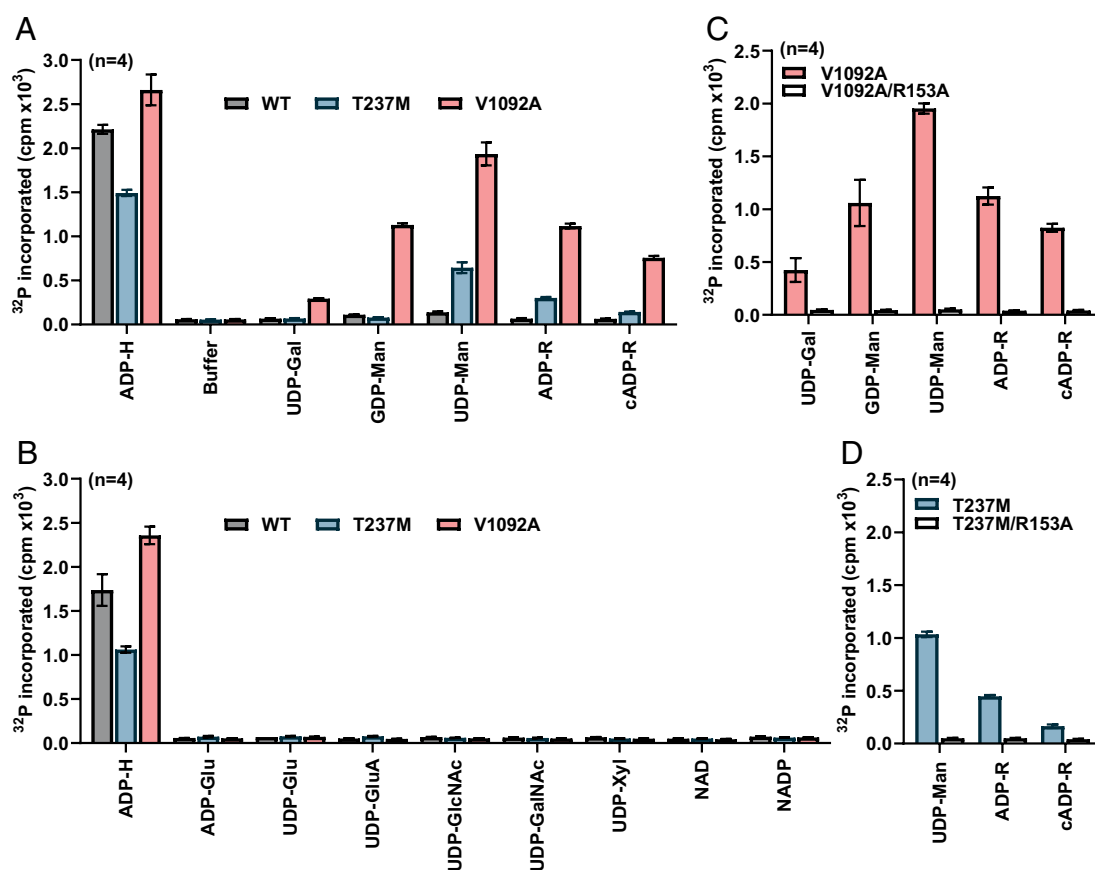 A
(n=4)
WT T237M V1092A
³²P incorporated (cpm x10³)
3.0
2.5
2.0
1.5
1.0
0.5
0.0
ADP-H
Buffer
UDP-Gal
GDP-Man
UDP-Man
ADP-R
cADP-R
C
(n=4)
V1092A
V1092A/R153A
³²P incorporated (cpm x10³)
2.5
2.0
1.5
1.0
0.5
0.0
UDP-Gal
GDP-Man
UDP-Man
ADP-R
cADP-R
B
(n=4)
WT T237M V1092A
³²P incorporated (cpm x10³)
3.0
2.5
2.0
1.5
1.0
0.5
0.0
ADP-H
ADP-Glu
UDP-Glu
UDP-GluA
UDP-GlcNAc
UDP-GalNAc
UDP-Xyl
NAD
NADP
D
(n=4)
T237M
T237M/R153A
³²P incorporated (cpm x10³)
2.5
2.0
1.5
1.0
0.5
0.0
UDP-Man
ADP-R
cADP-R